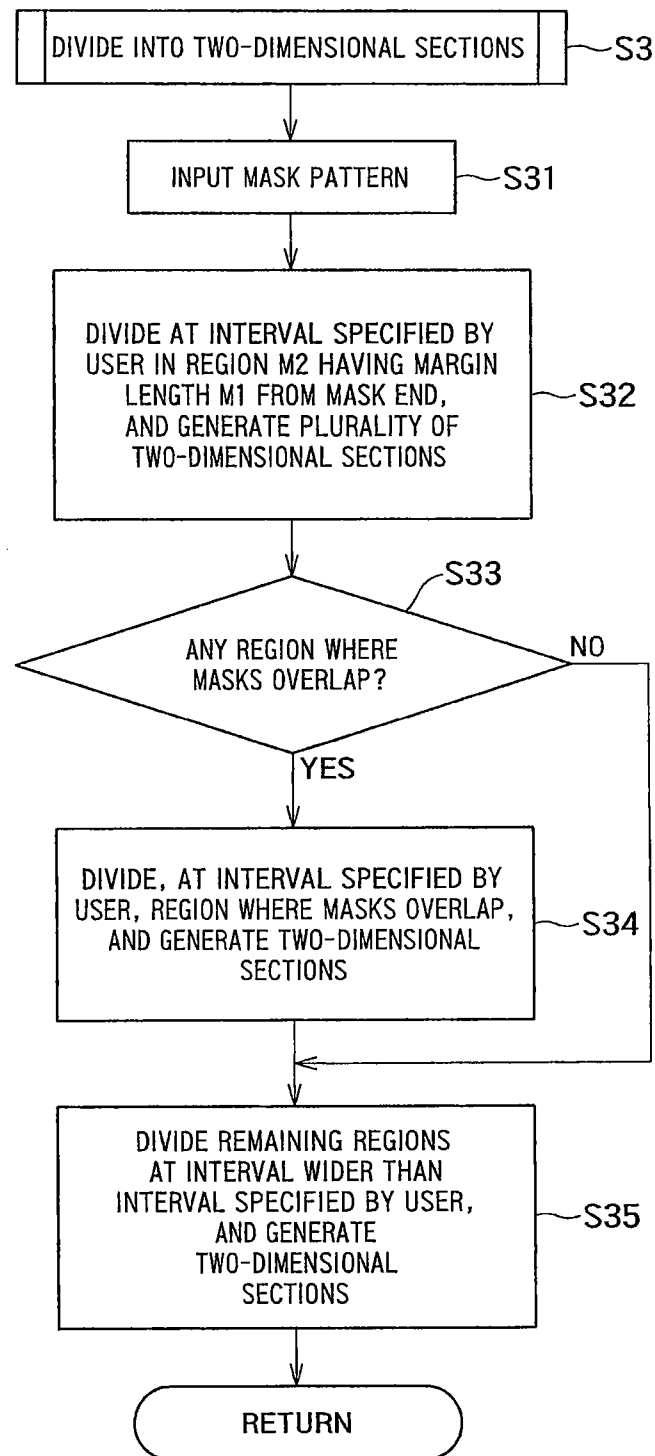 DIVIDE INTO TWO-DIMENSIONAL SECTIONS
S3
INPUT MASK PATTERN
S31
DIVIDE AT INTERVAL SPECIFIED BY
USER IN REGION M2 HAVING MARGIN
LENGTH M1 FROM MASK END,
AND GENERATE PLURALITY OF
TWO-DIMENSIONAL SECTIONS
S32
S33
ANY REGION WHERE
MASKS OVERLAP?
NO
YES
DIVIDE, AT INTERVAL SPECIFIED BY
USER, REGION WHERE MASKS OVERLAP,
AND GENERATE TWO-DIMENSIONAL
SECTIONS
S34
DIVIDE REMAINING REGIONS
AT INTERVAL WIDER THAN
INTERVAL SPECIFIED BY USER,
AND GENERATE
TWO-DIMENSIONAL
SECTIONS
S35
RETURN